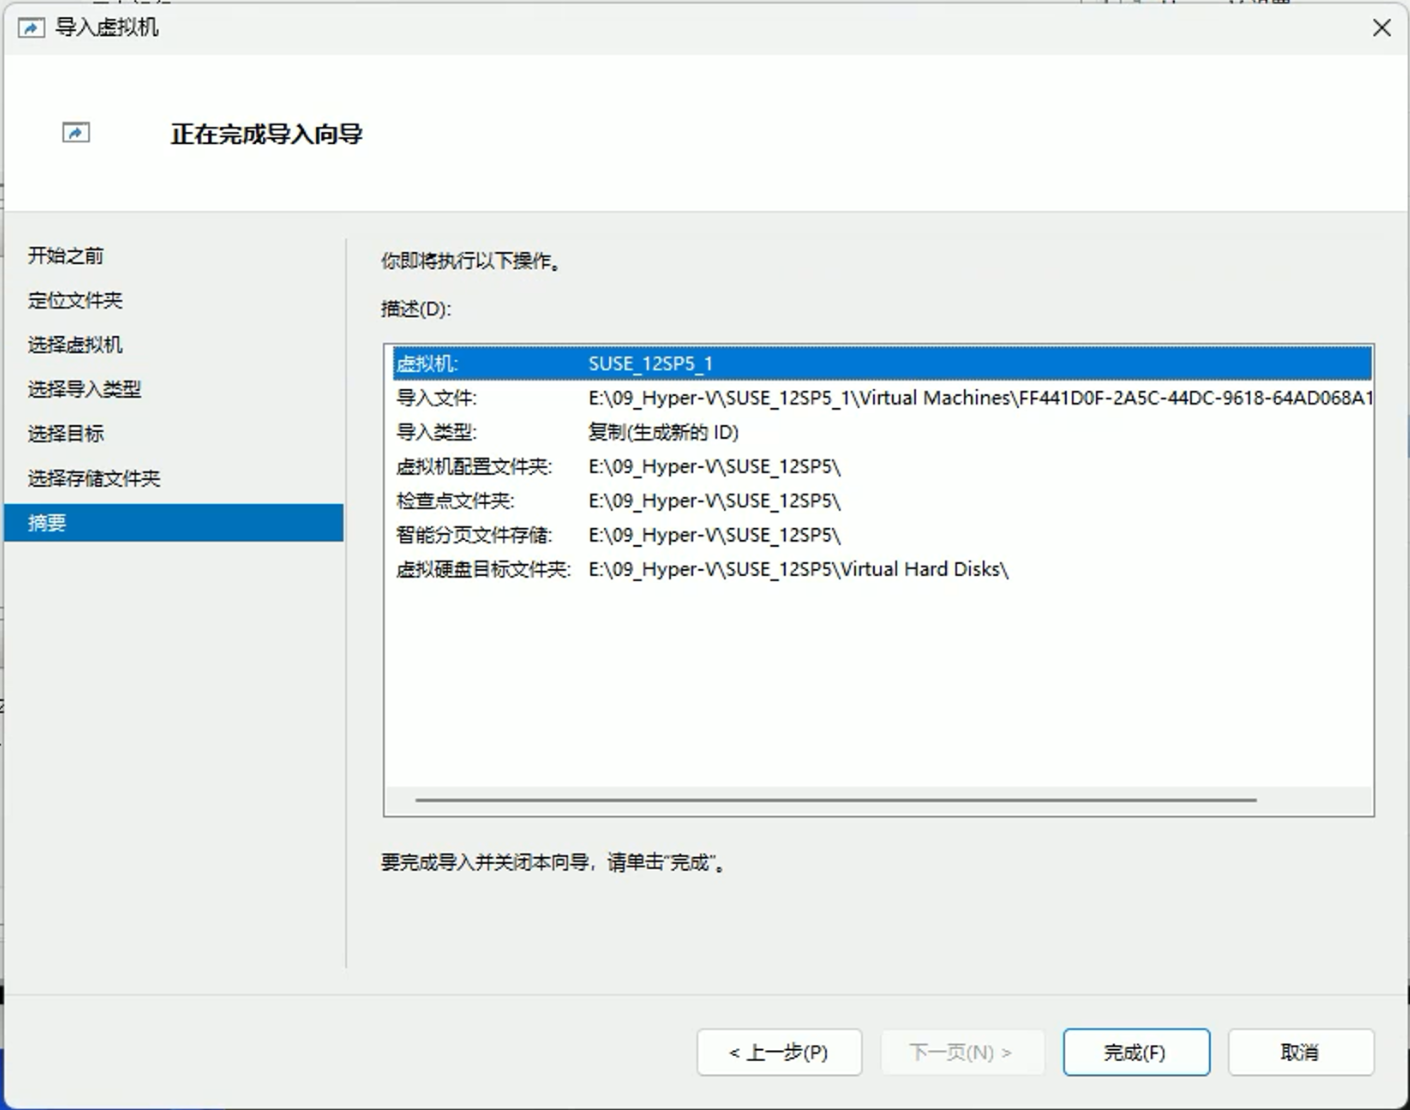 导入虚拟机
正在完成导入向导
开始之前
定位文件夹
选择虚拟机
选择导入类型
选择目标
选择存储文件夹
摘要
你即将执行以下操作。
描述(D):
虚拟机: SUSE_12SP5_1
导入文件: E:\09_Hyper-V\SUSE_12SP5_1\Virtual Machines\FF441D0F-2A5C-44DC-9618-64AD068A1
导入类型: 复制(生成新的 ID)
虚拟机配置文件夹: E:\09_Hyper-V\SUSE_12SP5\
检查点文件夹: E:\09_Hyper-V\SUSE_12SP5\
智能分页文件存储: E:\09_Hyper-V\SUSE_12SP5\
虚拟硬盘目标文件夹: E:\09_Hyper-V\SUSE_12SP5\Virtual Hard Disks\
要完成导入并关闭本向导，请单击“完成”。
< 上一步(P) 下一页(N) > 完成(F) 取消